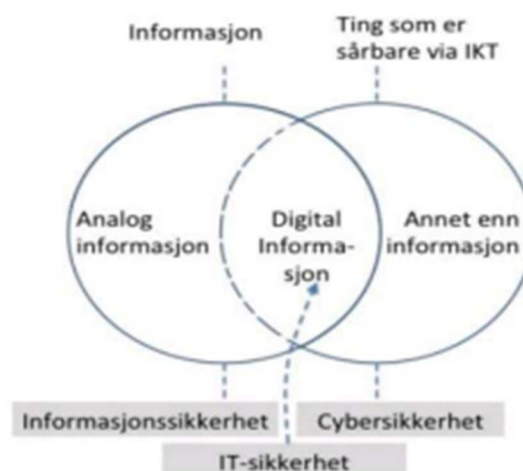 Informasjon
Ting som er
sårbare via IKT
Analog
informasjon
Digital
Informa-
sjon
Annet enn
informasjon
Informasjonssikkerhet
Cybersikkerhet
IT-sikkerhet